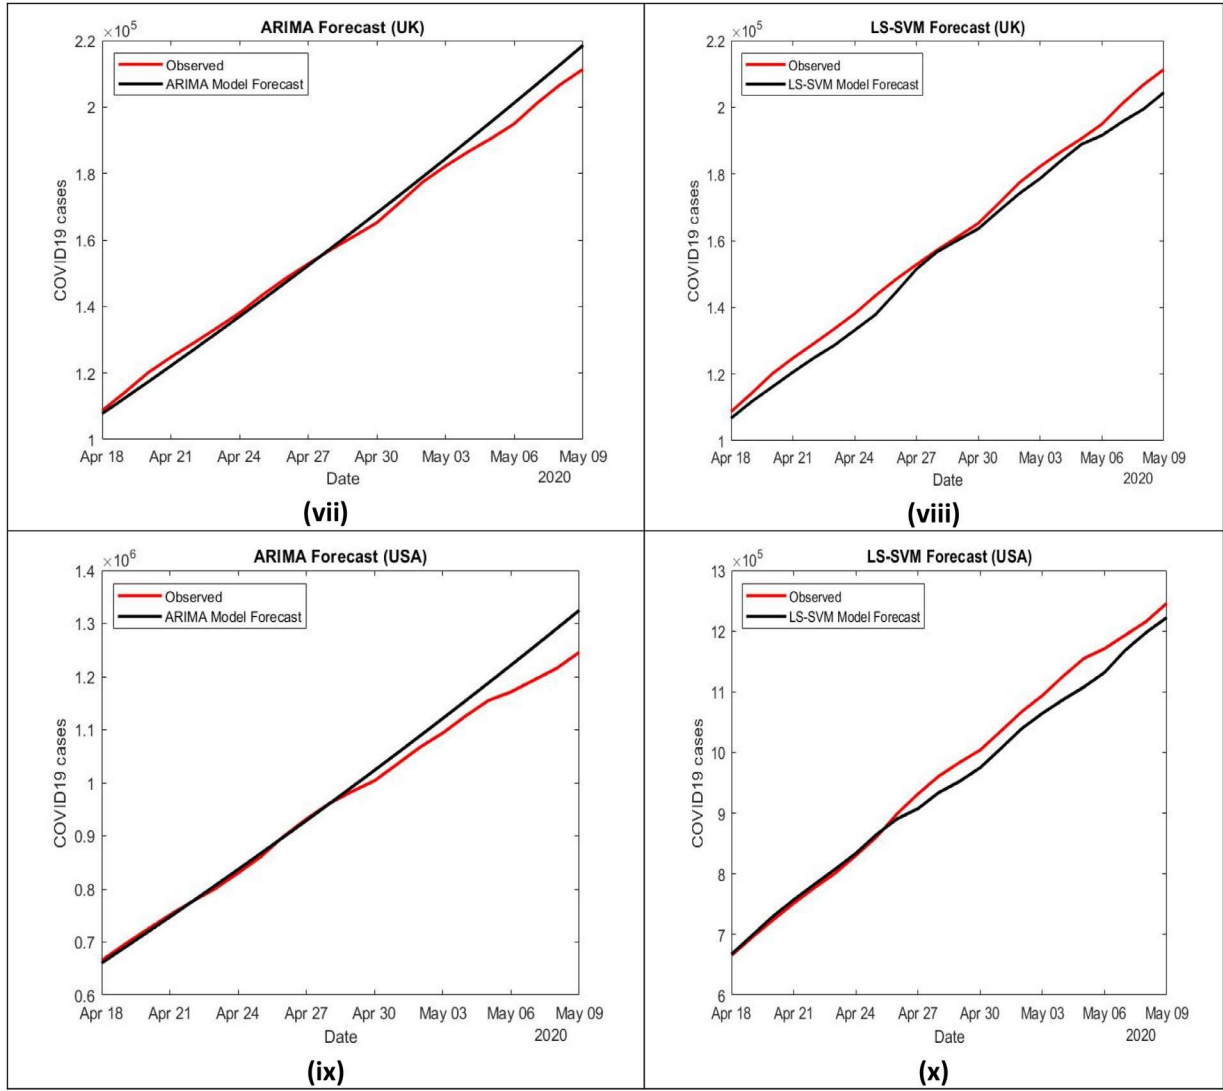 ARIMA Forecast (UK)
×10⁵
2.2
2
1.8
1.6
1.4
1.2
1
COVID19 cases
Observed
ARIMA Model Forecast
Apr 18 Apr 21 Apr 24 Apr 27 Apr 30 May 03 May 06 May 09
Date
2020
(vii)
LS-SVM Forecast (UK)
×10⁵
2.2
2
1.8
1.6
1.4
1.2
1
COVID19 cases
Observed
LS-SVM Model Forecast
Apr 18 Apr 21 Apr 24 Apr 27 Apr 30 May 03 May 06 May 09
Date
2020
(viii)
ARIMA Forecast (USA)
×10⁶
1.4
1.3
1.2
1.1
1
0.9
0.8
0.7
0.6
COVID19 cases
Observed
ARIMA Model Forecast
Apr 18 Apr 21 Apr 24 Apr 27 Apr 30 May 03 May 06 May 09
Date
2020
(ix)
LS-SVM Forecast (USA)
×10⁵
13
12
11
10
9
8
7
6
COVID19 cases
Observed
LS-SVM Model Forecast
Apr 18 Apr 21 Apr 24 Apr 27 Apr 30 May 03 May 06 May 09
Date
2020
(x)